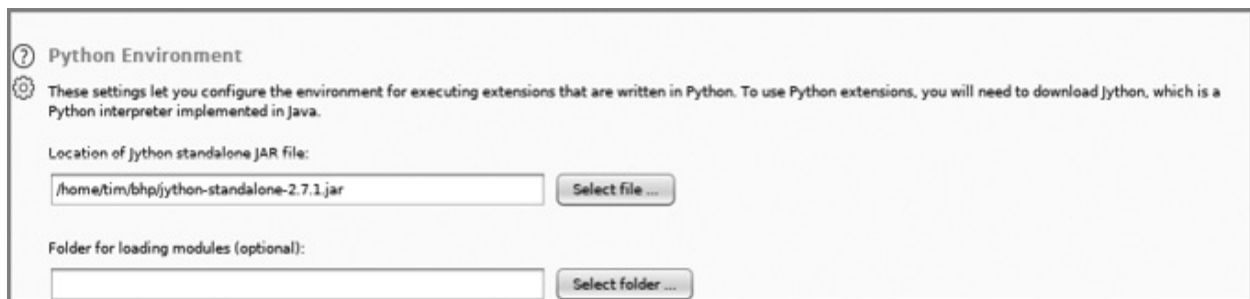 Python Environment
These settings let you configure the environment for executing extensions that are written in Python. To use Python extensions, you will need to download Jython, which is a
Python interpreter implemented in Java.
Location of Jython standalone JAR file:
/home/tim/bhp/jython-standalone-2.7.1.jar
Select file ...
Folder for loading modules (optional):
Select folder ...